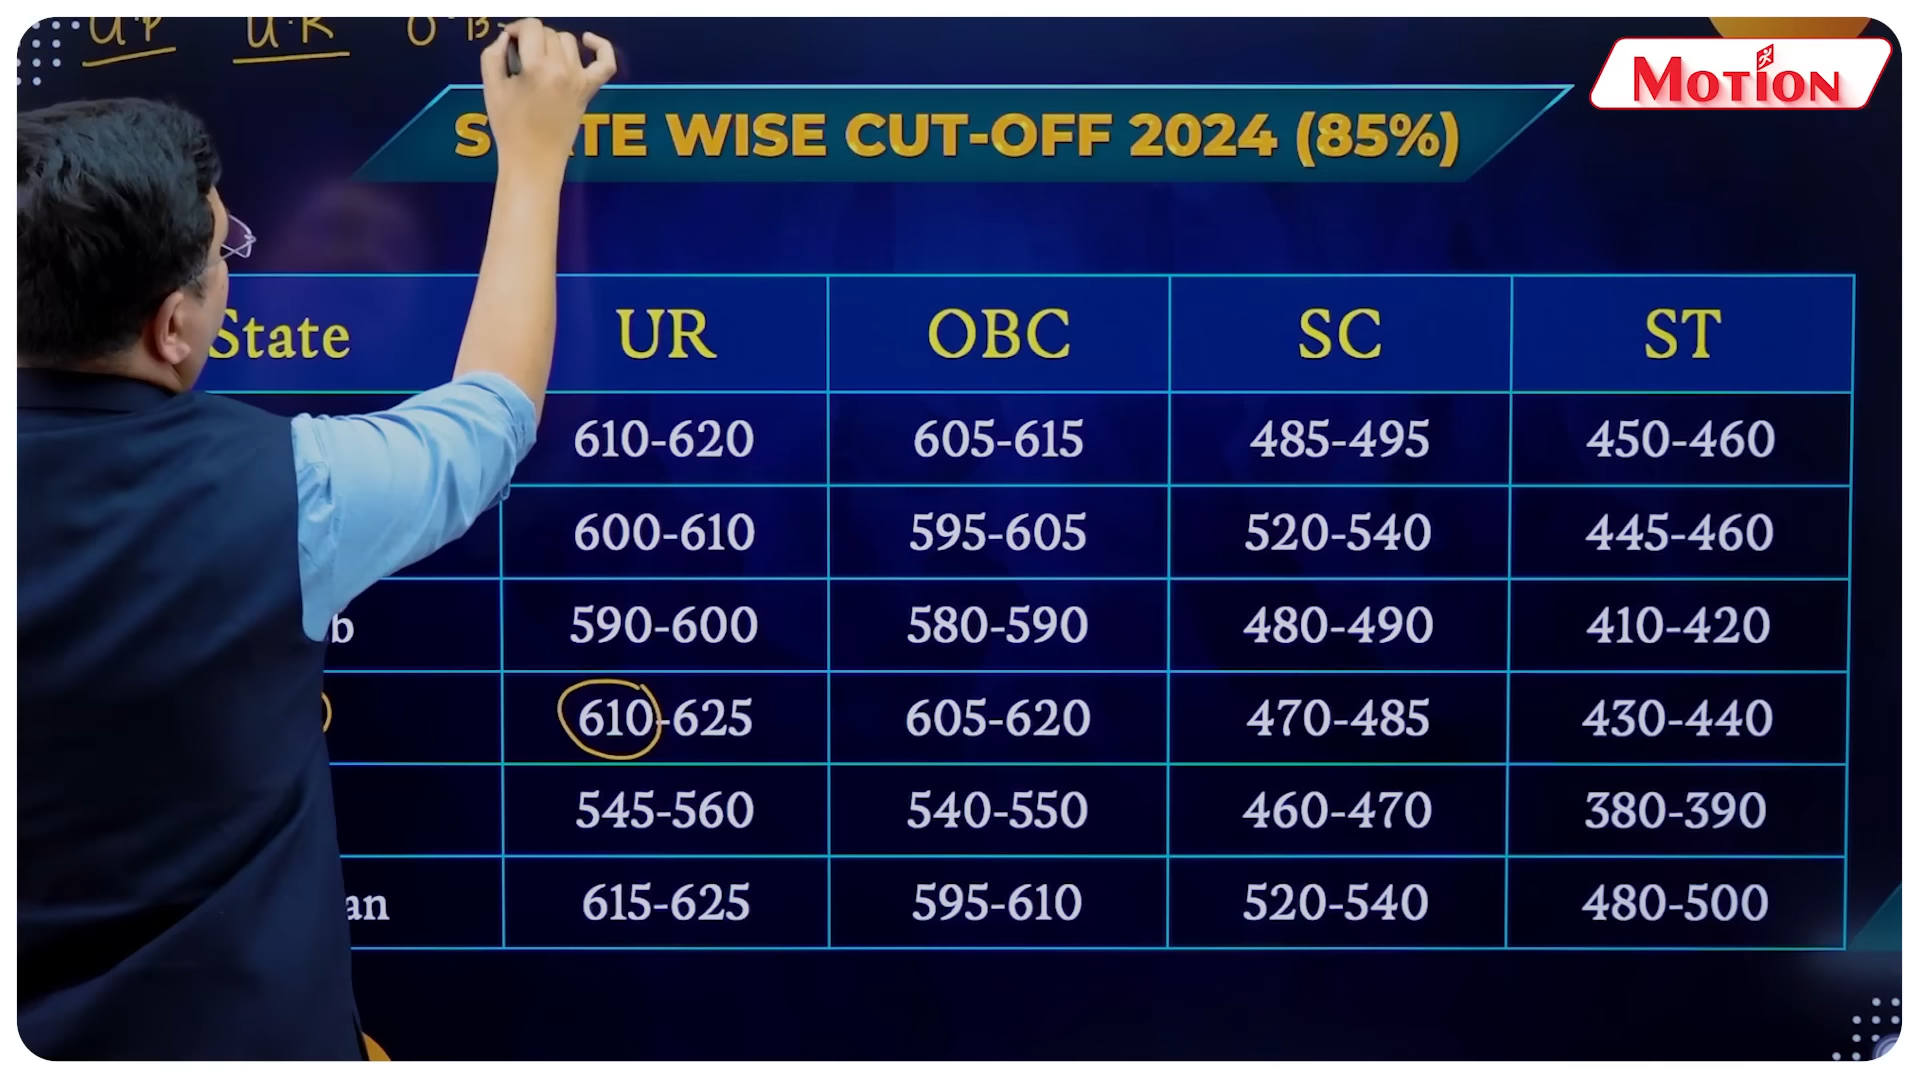 U.P U.R O B
MOTION
STATE WISE CUT-OFF 2024 (85%)
State UR OBC SC ST
610-620 605-615 485-495 450-460
600-610 595-605 520-540 445-460
b 590-600 580-590 480-490 410-420
610-625 605-620 470-485 430-440
545-560 540-550 460-470 380-390
an 615-625 595-610 520-540 480-500